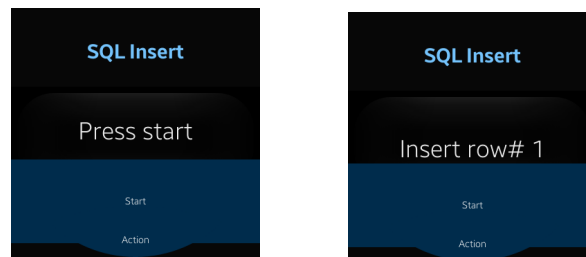 SQL Insert
Press start
Start
Action
SQL Insert
Insert row# 1
Start
Action